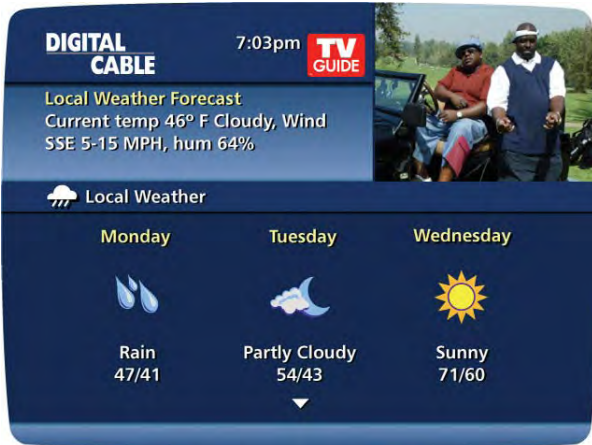 DIGITAL
CABLE
7:03pm
TV
GUIDE
Local Weather Forecast
Current temp 46º F Cloudy, Wind
SSE 5-15 MPH, hum 64%
Local Weather
Monday
Tuesday
Wednesday
Rain
Partly Cloudy
Sunny
47/41
54/43
71/60